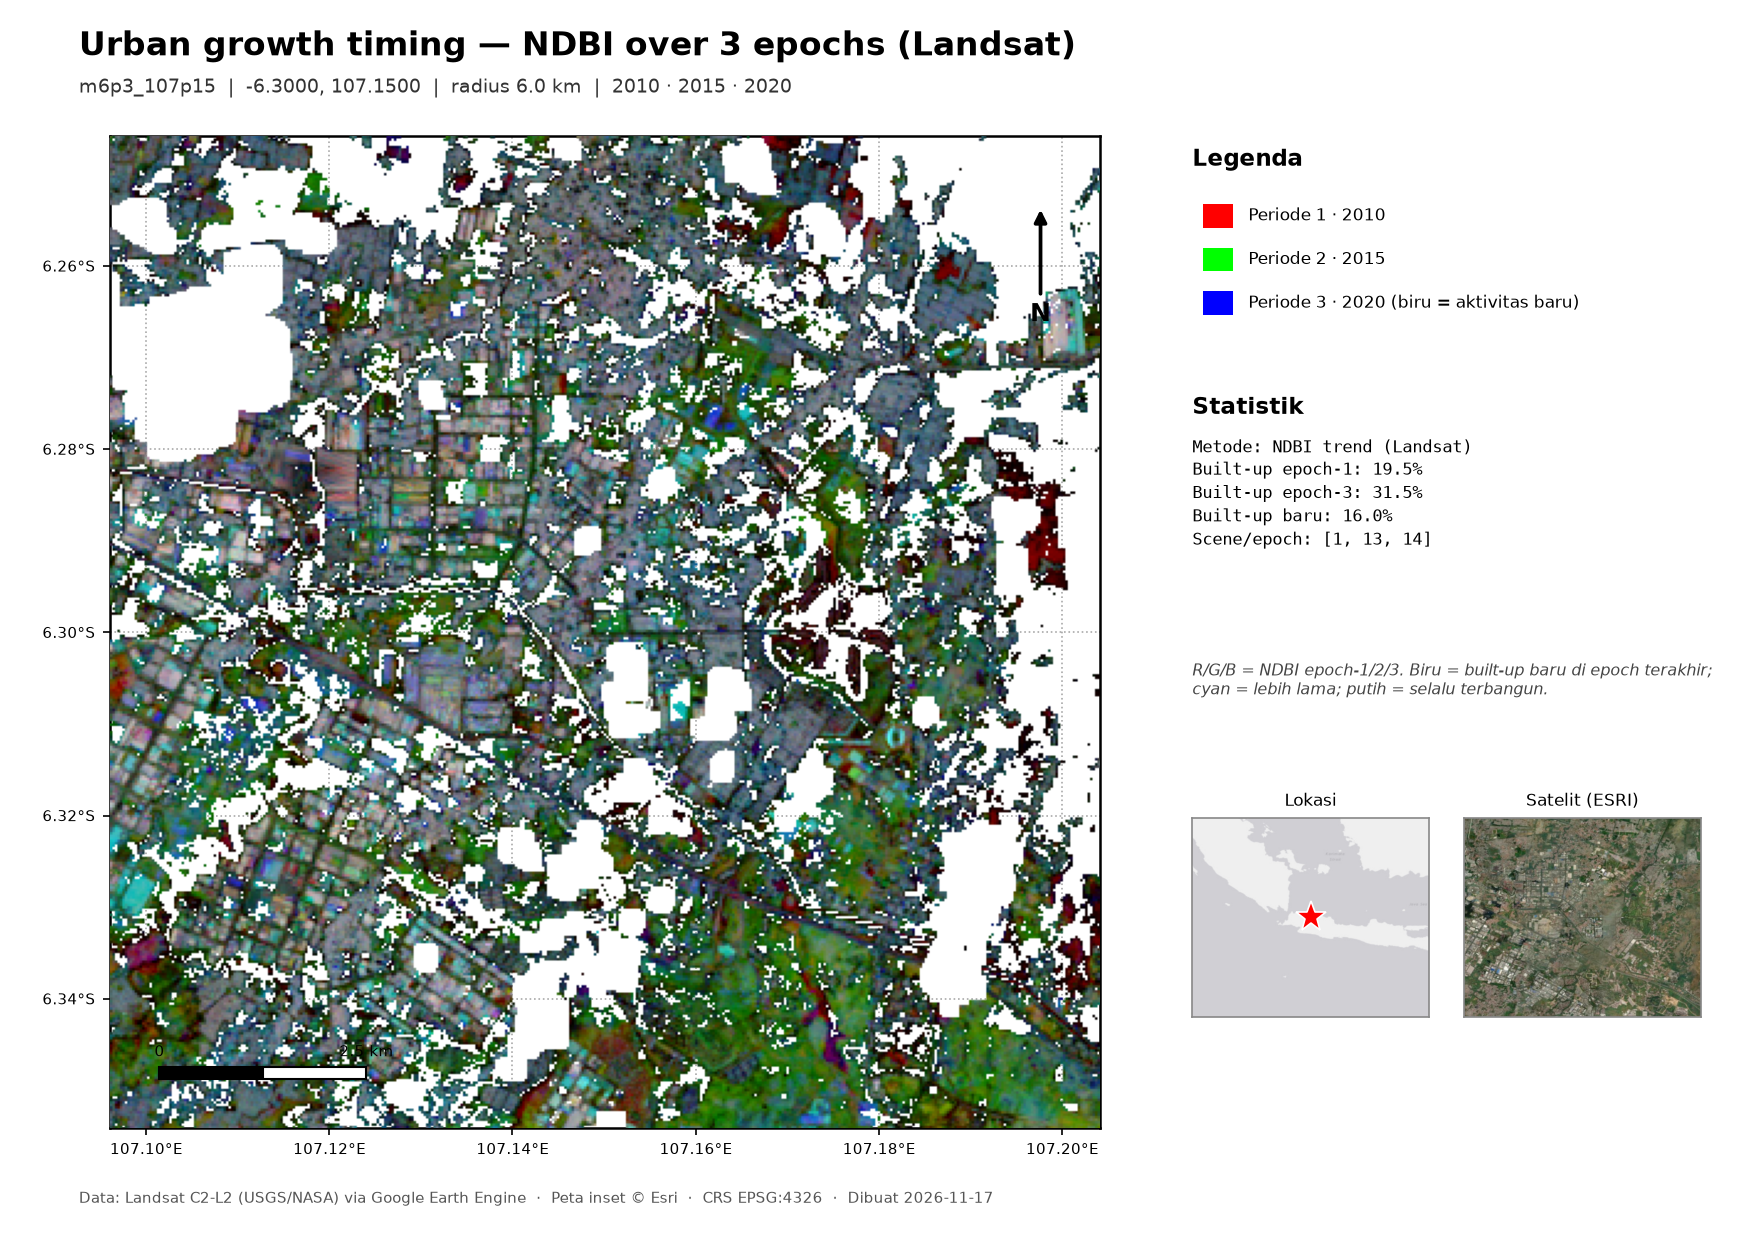 Urban growth timing — NDBI over 3 epochs (Landsat)
m6p3_107p15 | -6.3000, 107.1500 | radius 6.0 km | 2010 · 2015 · 2020
6.26°S
6.28°S
6.30°S
6.32°S
6.34°S
N
0
2.5 km
107.10°E
107.12°E
107.14°E
107.16°E
107.18°E
107.20°E
Legenda
Periode 1 · 2010
Periode 2 · 2015
Periode 3 · 2020 (biru = aktivitas baru)
Statistik
Metode: NDBI trend (Landsat)
Built-up epoch-1: 19.5%
Built-up epoch-3: 31.5%
Built-up baru: 16.0%
Scene/epoch: [1, 13, 14]
R/G/B = NDBI epoch-1/2/3. Biru = built-up baru di epoch terakhir;
cyan = lebih lama; putih = selalu terbangun.
Lokasi
Satelit (ESRI)
Data: Landsat C2-L2 (USGS/NASA) via Google Earth Engine · Peta inset © Esri · CRS EPSG:4326 · Dibuat 2026-11-17